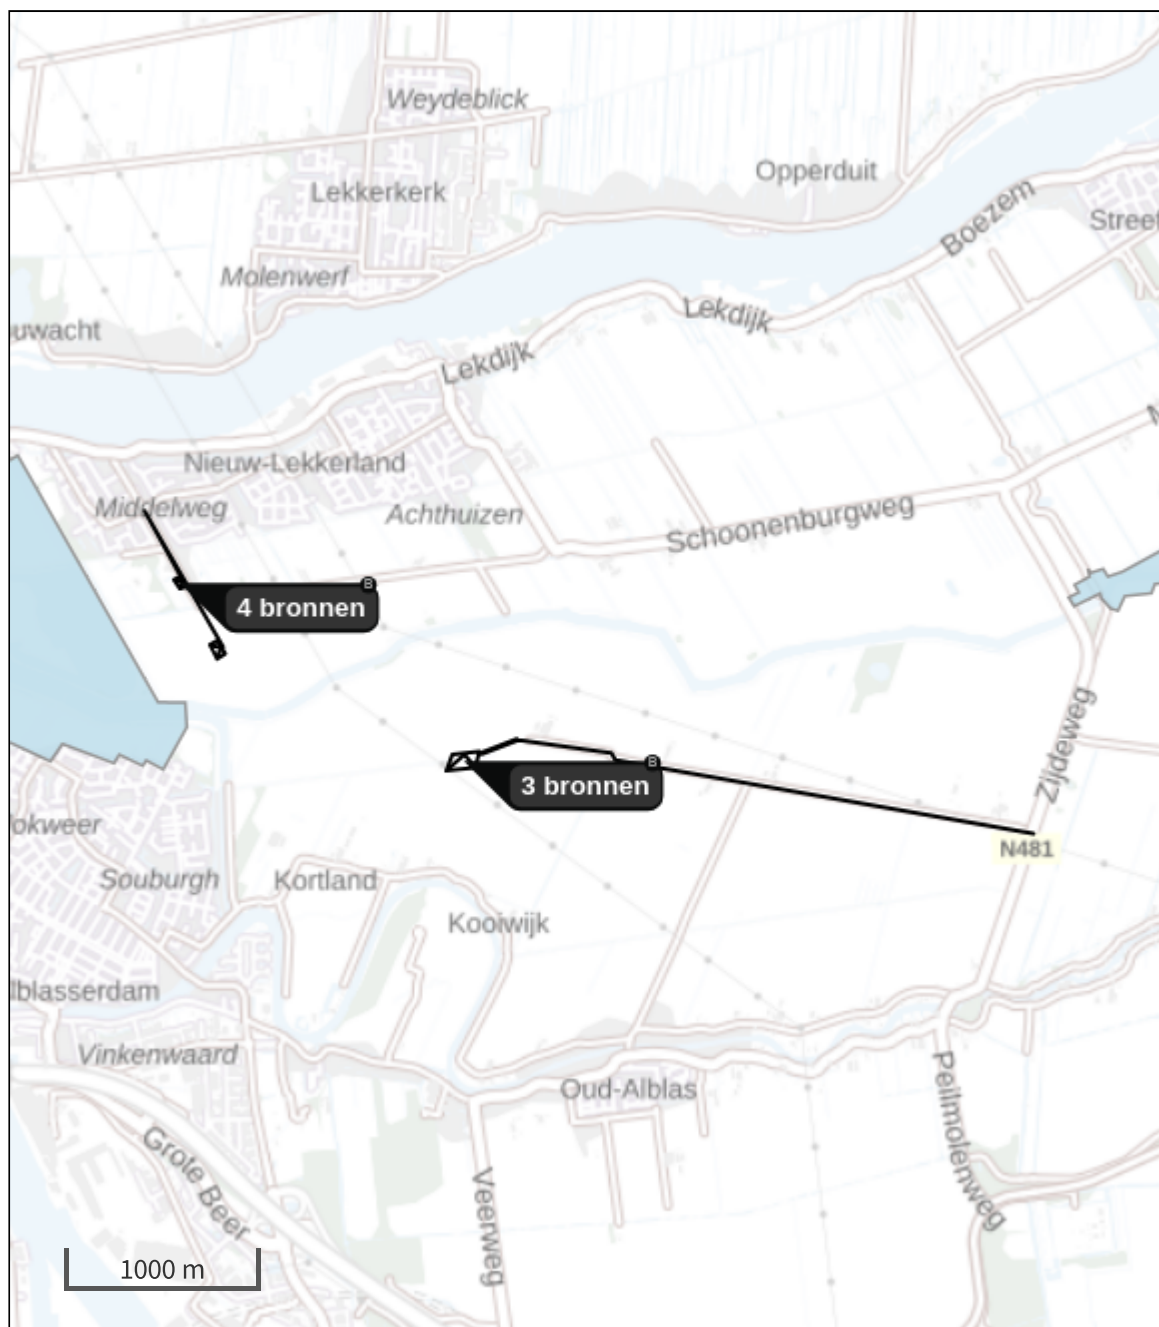 Weydeblick
Opperduit
Lekkerkerk
Boezem
Streef
Molenwerf
Lekdijk
uwacht
Lekdijk
Nieuw-Lekkerland
Middelweg
Achthuizen
Schoonenburgweg
B
4 bronnen
Zijdeweg
B
3 bronnen
okweer
N481
Souburgh
Kortland
Kooiwijk
lblasserdam
Vinkenwaard
Oud-Alblas
Peilmolenweg
Grote Beer
Veerweg
1000 m